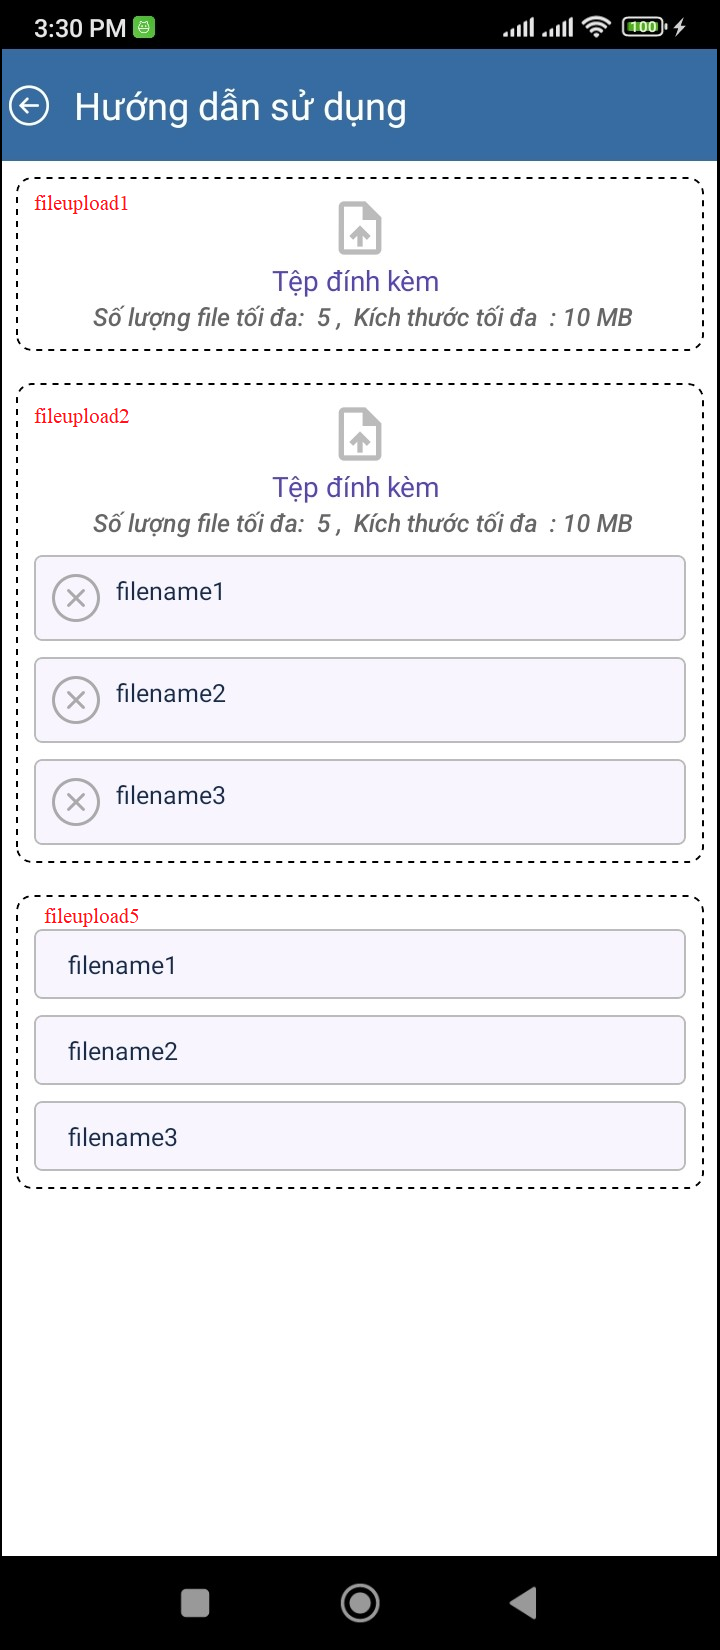 3:30 PM
100
Hướng dẫn sử dụng
fileupload1
Tệp đính kèm
Số lượng file tối đa:  5 ,  Kích thước tối đa  : 10 MB
fileupload2
Tệp đính kèm
Số lượng file tối đa:  5 ,  Kích thước tối đa  : 10 MB
filename1
filename2
filename3
fileupload5
filename1
filename2
filename3